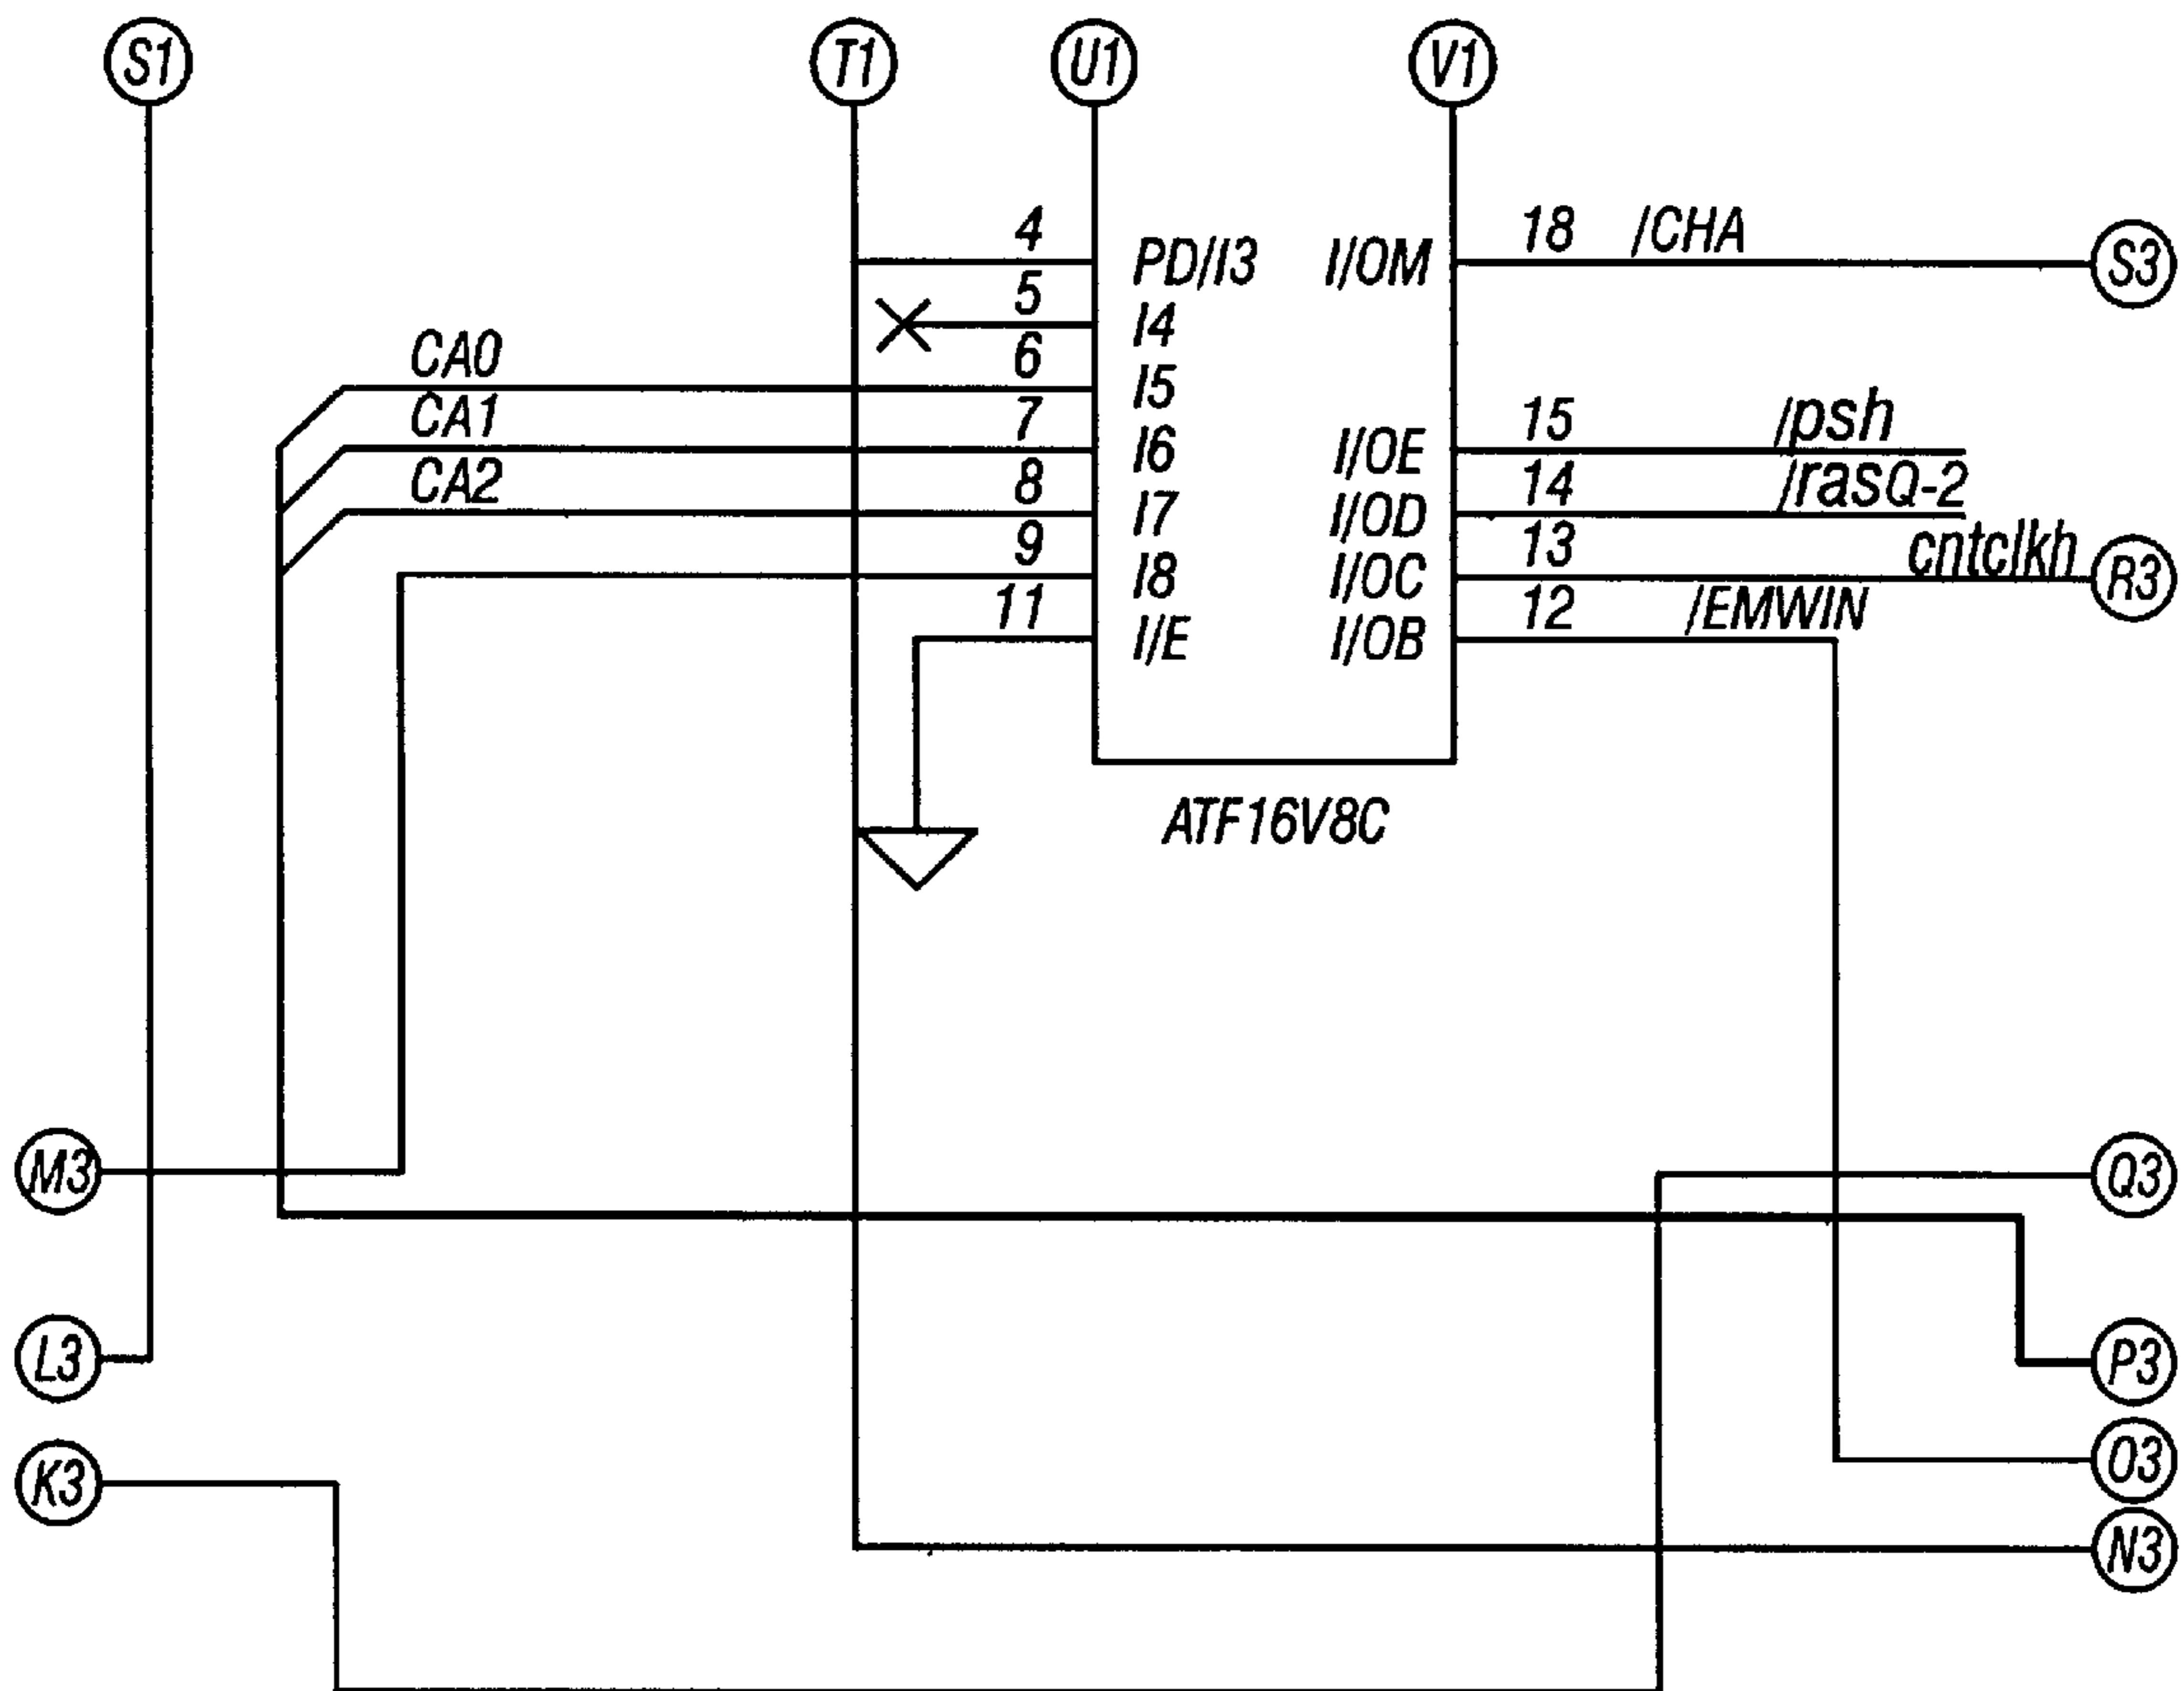 S1 T1 U1 V1
4 PD/I3 I/OM 18 /CHA S3
5 I4
CA0 6 I5
CA1 7 I6 I/OE 15 /psh
CA2 8 I7 I/OD 14 /rasQ-2
9 I8 I/OC 13 cntclkh R3
11 I/E I/OB 12 /EMWIN
ATF16V8C
M3 Q3
L3 P3
K3 O3
N3